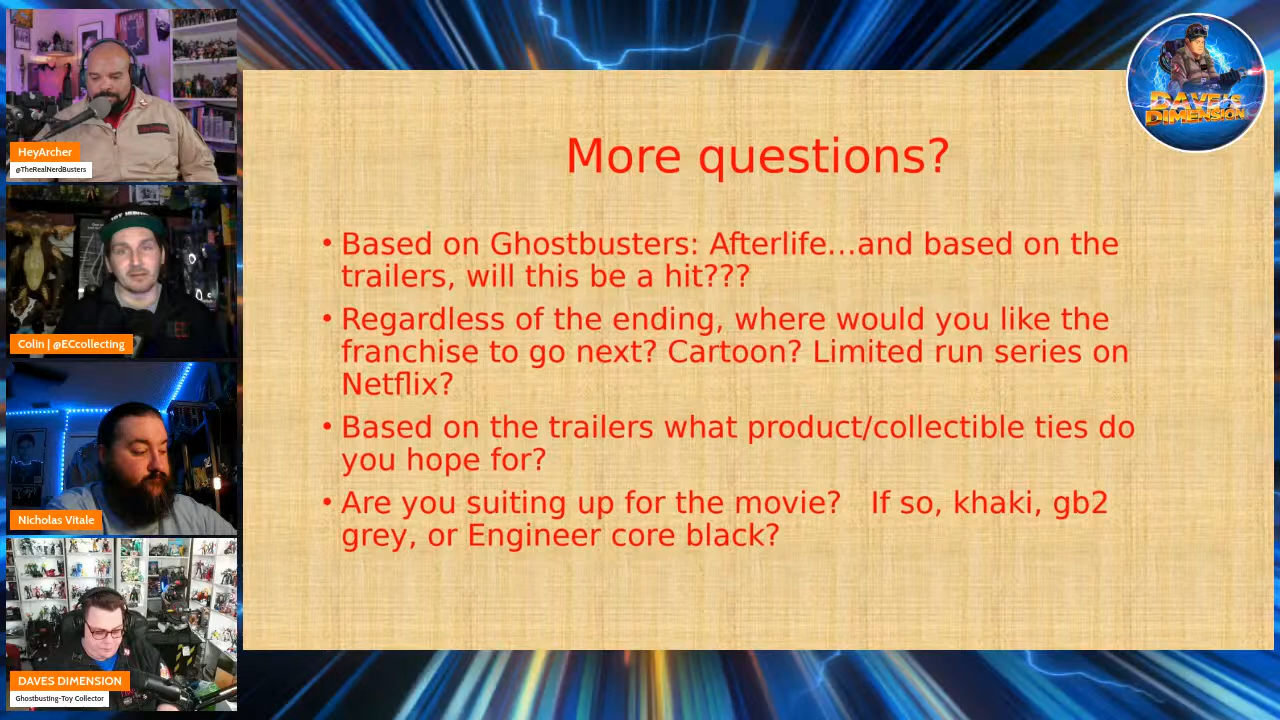 HeyArcher
@TheRealNerdBusters
Colin | @ECcollecting
Nicholas Vitale
DAVES DIMENSION
Ghostbusting-Toy Collector
DAVE'S
DIMENSION
More questions?
• Based on Ghostbusters: Afterlife...and based on the
trailers, will this be a hit???
• Regardless of the ending, where would you like the
franchise to go next? Cartoon? Limited run series on
Netflix?
• Based on the trailers what product/collectible ties do
you hope for?
• Are you suiting up for the movie?   If so, khaki, gb2
grey, or Engineer core black?